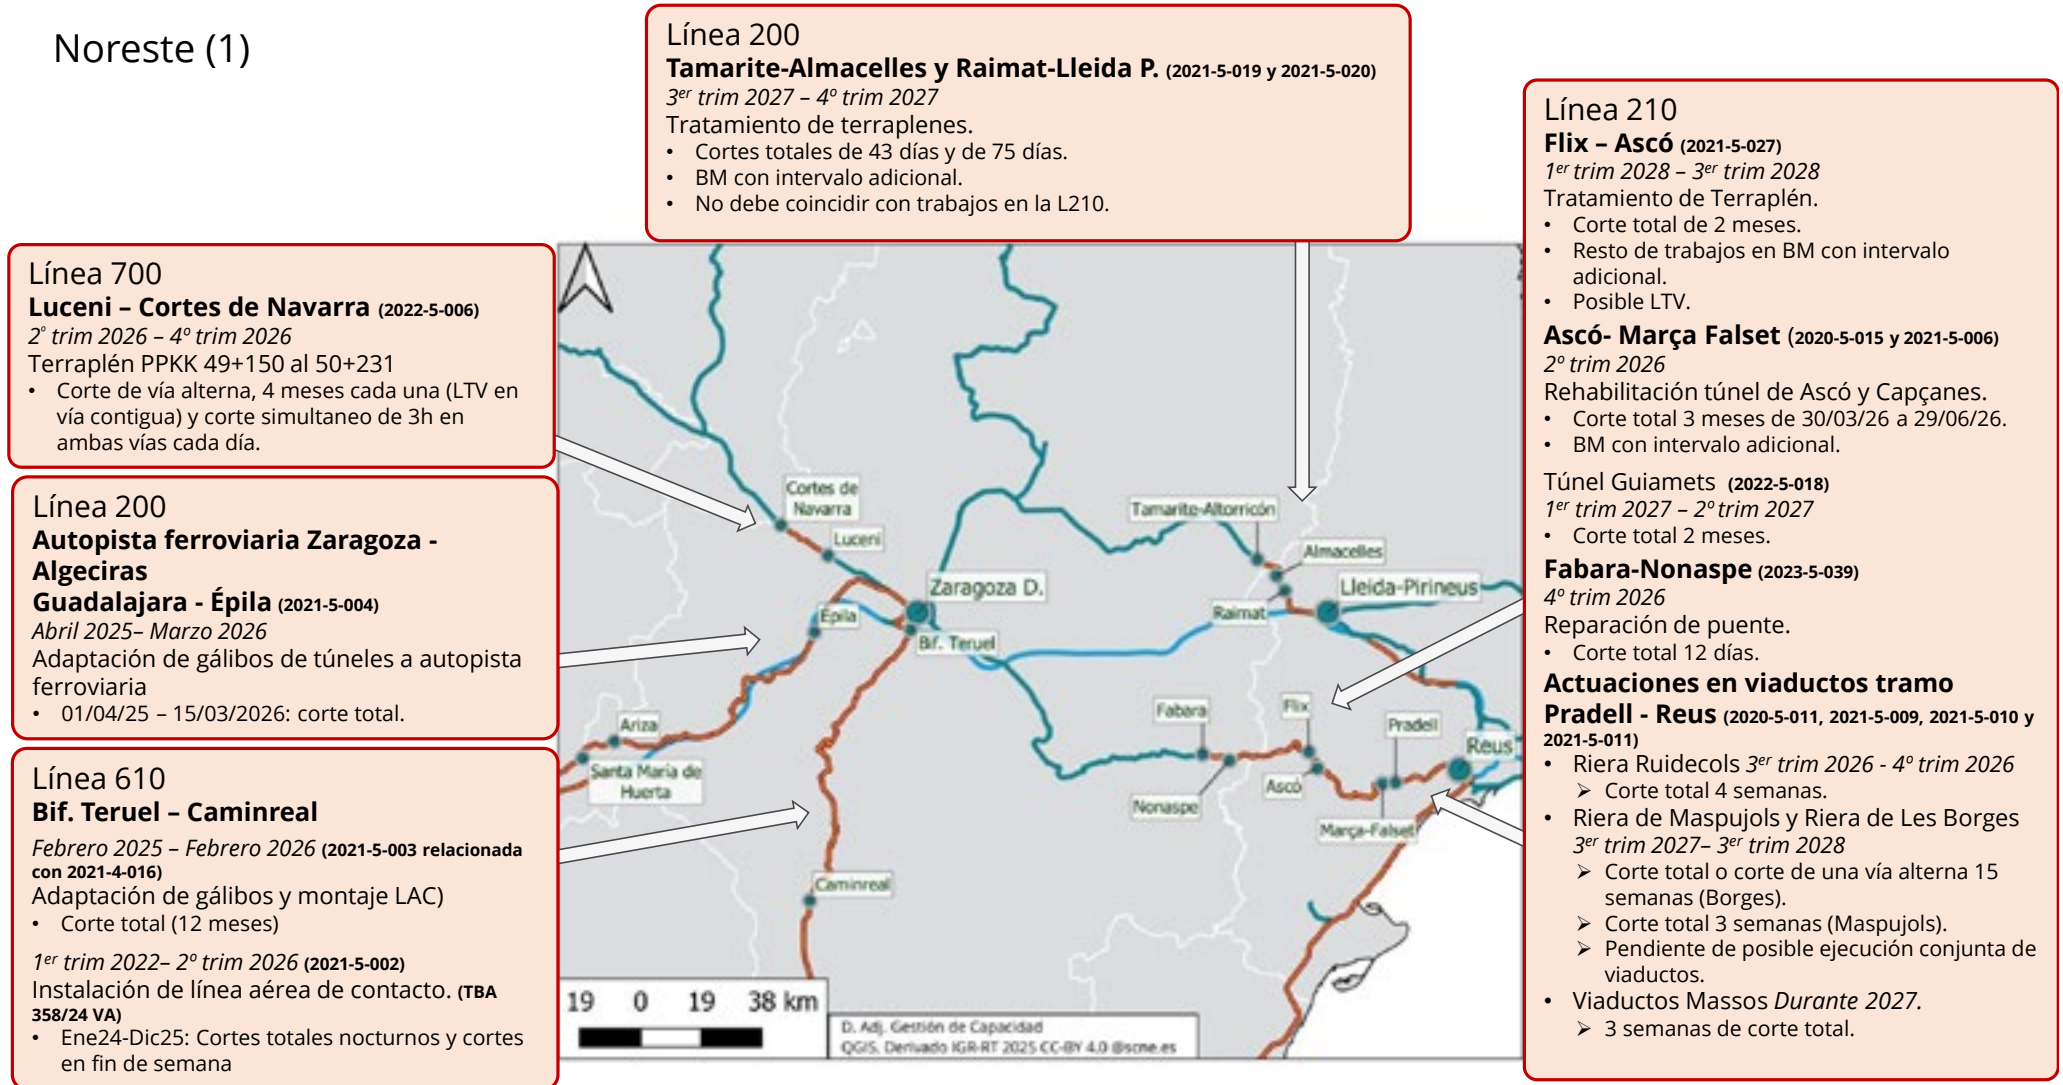 Noreste (1)
Línea 200
Tamarite-Almacelles y Raimat-Lleida P. (2021-5-019 y 2021-5-020)
3er trim 2027 – 4º trim 2027
Tratamiento de terraplenes.
• Cortes totales de 43 días y de 75 días.
• BM con intervalo adicional.
• No debe coincidir con trabajos en la L210.
Línea 700
Luceni – Cortes de Navarra (2022-5-006)
2º trim 2026 – 4º trim 2026
Terraplén PPKK 49+150 al 50+231
• Corte de vía alterna, 4 meses cada una (LTV en
vía contigua) y corte simultaneo de 3h en
ambas vías cada día.
Línea 200
Autopista ferroviaria Zaragoza -
Algeciras
Guadalajara - Épila (2021-5-004)
Abril 2025– Marzo 2026
Adaptación de gálibos de túneles a autopista
ferroviaria
• 01/04/25 – 15/03/2026: corte total.
Línea 610
Bif. Teruel – Caminreal
Febrero 2025 – Febrero 2026 (2021-5-003 relacionada
con 2021-4-016)
Adaptación de gálibos y montaje LAC)
• Corte total (12 meses)
1er trim 2022– 2º trim 2026 (2021-5-002)
Instalación de línea aérea de contacto. (TBA
358/24 VA)
• Ene24-Dic25: Cortes totales nocturnos y cortes
en fin de semana
Línea 210
Flix – Ascó (2021-5-027)
1er trim 2028 – 3er trim 2028
Tratamiento de Terraplén.
• Corte total de 2 meses.
• Resto de trabajos en BM con intervalo
adicional.
• Posible LTV.
Ascó- Marça Falset (2020-5-015 y 2021-5-006)
2º trim 2026
Rehabilitación túnel de Ascó y Capçanes.
• Corte total 3 meses de 30/03/26 a 29/06/26.
• BM con intervalo adicional.
Túnel Guiamets (2022-5-018)
1er trim 2027 – 2º trim 2027
• Corte total 2 meses.
Fabara-Nonaspe (2023-5-039)
4º trim 2026
Reparación de puente.
• Corte total 12 días.
Actuaciones en viaductos tramo
Pradell - Reus (2020-5-011, 2021-5-009, 2021-5-010 y
2021-5-011)
• Riera Ruidecols 3er trim 2026 - 4º trim 2026
➢ Corte total 4 semanas.
• Riera de Maspujols y Riera de Les Borges
3er trim 2027– 3er trim 2028
➢ Corte total o corte de una vía alterna 15
semanas (Borges).
➢ Corte total 3 semanas (Maspujols).
➢ Pendiente de posible ejecución conjunta de
viaductos.
• Viaductos Massos Durante 2027.
➢ 3 semanas de corte total.
Cortes de
Navarra
Luceni
Tamarite-Altorricón
Almacelles
Zaragoza D.
Lleida-Pirineus
Raimat
Épila
Bif. Teruel
Fabara
Flix
Ariza
Pradell
Reus
Santa María de
Huerta
Ascó
Nonaspe
Marça-Falset
Caminreal
19 0 19 38 km
D. Adj. Gestión de Capacidad
QGIS. Derivado IGR-RT 2025 CC-BY 4.0 @scne.es